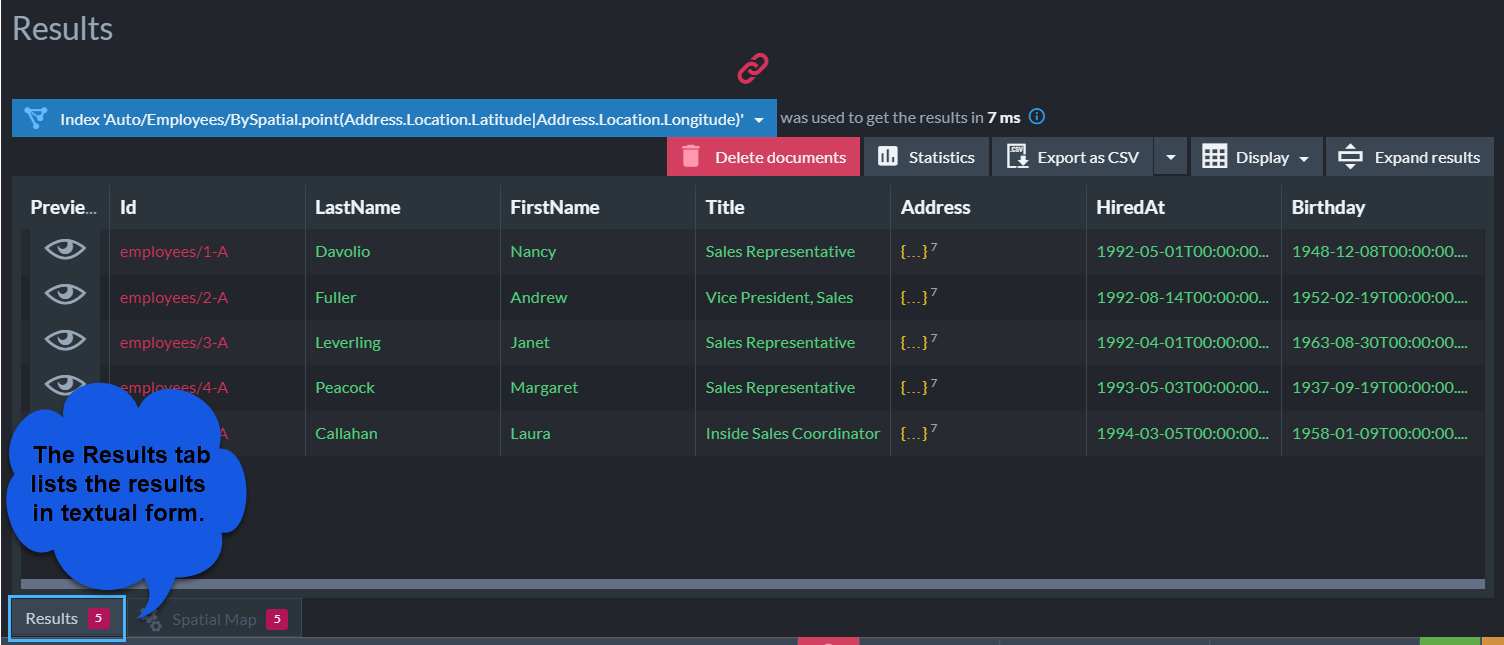 Results
Index 'Auto/Employees/BySpatial.point(Address.Location.Latitude|Address.Location.Longitude)' was used to get the results in 7 ms
Delete documents Statistics Export as CSV Display Expand results
Previe... Id LastName FirstName Title Address HiredAt Birthday
employees/1-A Davolio Nancy Sales Representative {...} 7 1992-05-01T00:00:00... 1948-12-08T00:00:00....
employees/2-A Fuller Andrew Vice President, Sales {...} 7 1992-08-14T00:00:00... 1952-02-19T00:00:00....
employees/3-A Leverling Janet Sales Representative {...} 7 1992-04-01T00:00:00... 1963-08-30T00:00:00....
employees/4-A Peacock Margaret Sales Representative {...} 7 1993-05-03T00:00:00... 1937-09-19T00:00:00....
A Callahan Laura Inside Sales Coordinator {...} 7 1994-03-05T00:00:00... 1958-01-09T00:00:00....
The Results tab
lists the results
in textual form.
Results 5 Spatial Map 5